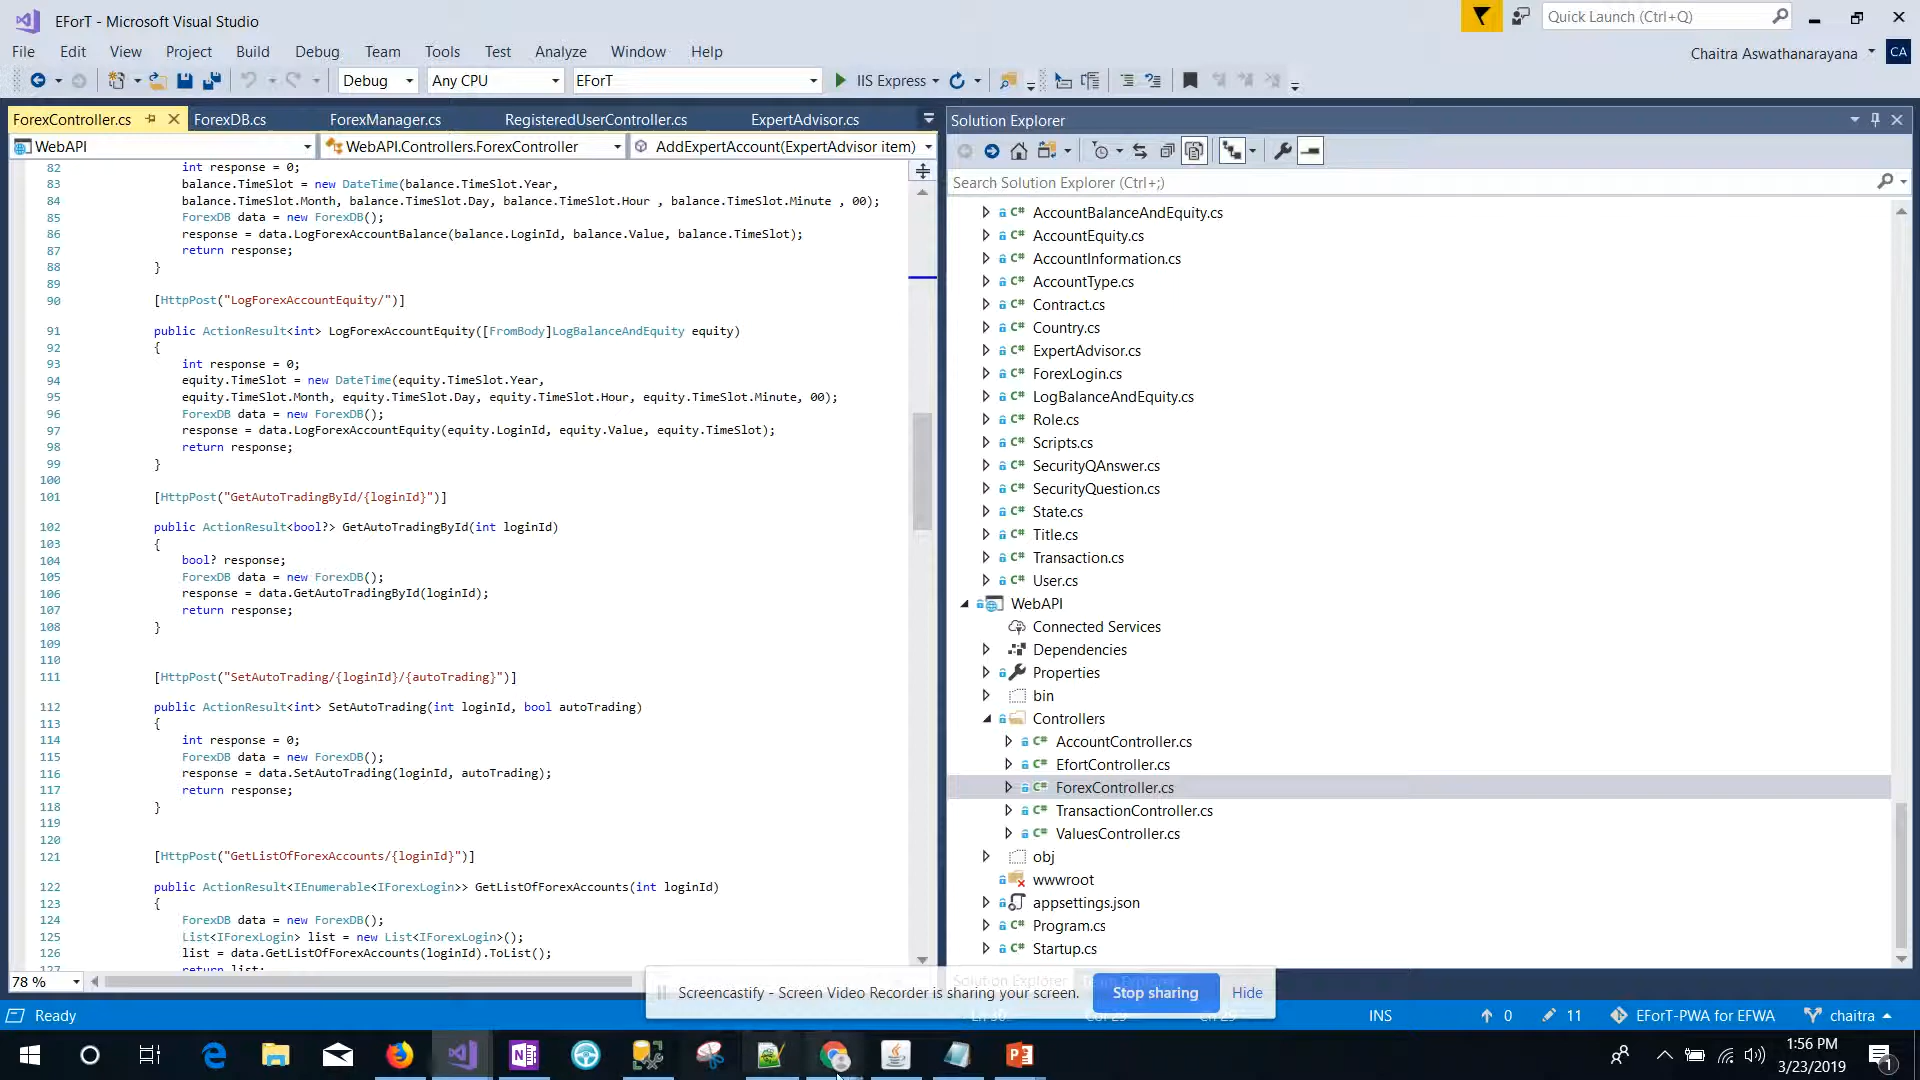 EForT - Microsoft Visual Studio
Quick Launch (Ctrl+Q)
File Edit View Project Build Debug Team Tools Test Analyze Window Help
Chaitra Aswathanarayana CA
Debug Any CPU EForT IIS Express
ForexController.cs ForexDB.cs ForexManager.cs RegisteredUserController.cs ExpertAdvisor.cs
WebAPI WebAPI.Controllers.ForexController AddExpertAccount(ExpertAdvisor item)
82 int response = 0;
83 balance.TimeSlot = new DateTime(balance.TimeSlot.Year,
84 balance.TimeSlot.Month, balance.TimeSlot.Day, balance.TimeSlot.Hour , balance.TimeSlot.Minute , 00);
85 ForexDB data = new ForexDB();
86 response = data.LogForexAccountBalance(balance.LoginId, balance.Value, balance.TimeSlot);
87 return response;
88 }
89
90 [HttpPost("LogForexAccountEquity/")]
91 public ActionResult<int> LogForexAccountEquity([FromBody]LogBalanceAndEquity equity)
92 {
93 int response = 0;
94 equity.TimeSlot = new DateTime(equity.TimeSlot.Year,
95 equity.TimeSlot.Month, equity.TimeSlot.Day, equity.TimeSlot.Hour, equity.TimeSlot.Minute, 00);
96 ForexDB data = new ForexDB();
97 response = data.LogForexAccountEquity(equity.LoginId, equity.Value, equity.TimeSlot);
98 return response;
99 }
100
101 [HttpPost("GetAutoTradingById/{loginId}")]
102 public ActionResult<bool?> GetAutoTradingById(int loginId)
103 {
104 bool? response;
105 ForexDB data = new ForexDB();
106 response = data.GetAutoTradingById(loginId);
107 return response;
108 }
109
110
111 [HttpPost("SetAutoTrading/{loginId}/{autoTrading}")]
112 public ActionResult<int> SetAutoTrading(int loginId, bool autoTrading)
113 {
114 int response = 0;
115 ForexDB data = new ForexDB();
116 response = data.SetAutoTrading(loginId, autoTrading);
117 return response;
118 }
119
120
121 [HttpPost("GetListOfForexAccounts/{loginId}")]
122 public ActionResult<IEnumerable<IForexLogin>> GetListOfForexAccounts(int loginId)
123 {
124 ForexDB data = new ForexDB();
125 List<IForexLogin> list = new List<IForexLogin>();
126 list = data.GetListOfForexAccounts(loginId).ToList();
127 return list;
78 %
Solution Explorer
Search Solution Explorer (Ctrl+;)
C# AccountBalanceAndEquity.cs
C# AccountEquity.cs
C# AccountInformation.cs
C# AccountType.cs
C# Contract.cs
C# Country.cs
C# ExpertAdvisor.cs
C# ForexLogin.cs
C# LogBalanceAndEquity.cs
C# Role.cs
C# Scripts.cs
C# SecurityQAnswer.cs
C# SecurityQuestion.cs
C# State.cs
C# Title.cs
C# Transaction.cs
C# User.cs
WebAPI
Connected Services
Dependencies
Properties
bin
Controllers
C# AccountController.cs
C# EfortController.cs
C# ForexController.cs
C# TransactionController.cs
C# ValuesController.cs
obj
wwwroot
appsettings.json
C# Program.cs
C# Startup.cs
Solution Explorer
Screencastify - Screen Video Recorder is sharing your screen. Stop sharing Hide
Ready INS 0 11 EForT-PWA for EFWA chaitra
1:56 PM
3/23/2019
1